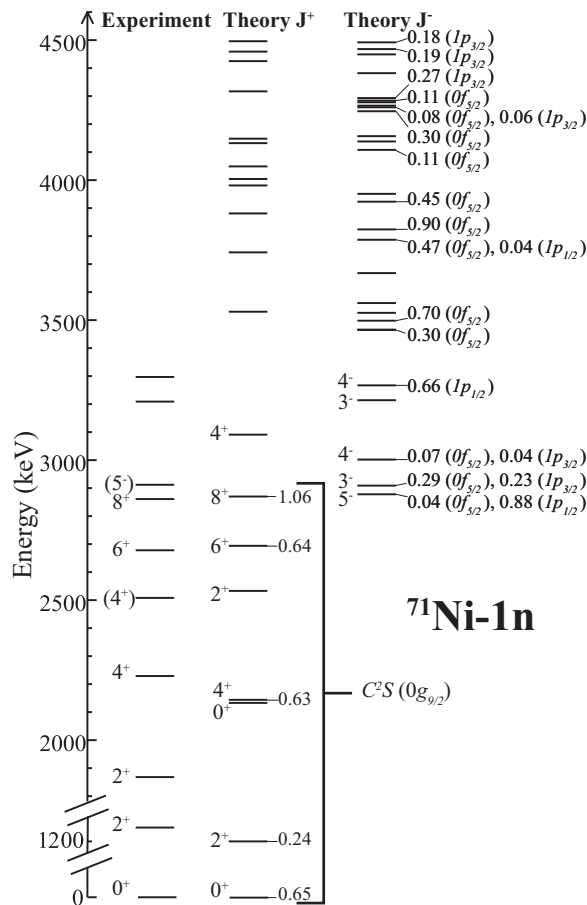 Experiment Theory J⁺ Theory J⁻
4500
0.18 (1p3/2)
0.19 (1p3/2)
0.27 (1p3/2)
0.11 (0f5/2)
0.08 (0f5/2), 0.06 (1p3/2)
0.30 (0f5/2)
0.11 (0f5/2)
4000
0.45 (0f5/2)
0.90 (0f5/2)
0.47 (0f5/2), 0.04 (1p1/2)
3500
0.70 (0f5/2)
0.30 (0f5/2)
4⁻ 0.66 (1p1/2)
3⁻
4⁺
3000
4⁻ 0.07 (0f5/2), 0.04 (1p3/2)
(5⁻) 3⁻ 0.29 (0f5/2), 0.23 (1p3/2)
8⁺ 8⁺ 1.06 5⁻ 0.04 (0f5/2), 0.88 (1p1/2)
6⁺ 6⁺ 0.64
2500
(4⁺) 2⁺
⁷¹Ni-1n
4⁺ 4⁺ 0.63
0⁺
C²S (0g9/2)
2000
2⁺
2⁺
1200 2⁺ 0.24
0 0⁺ 0⁺ 0.65
Energy (keV)